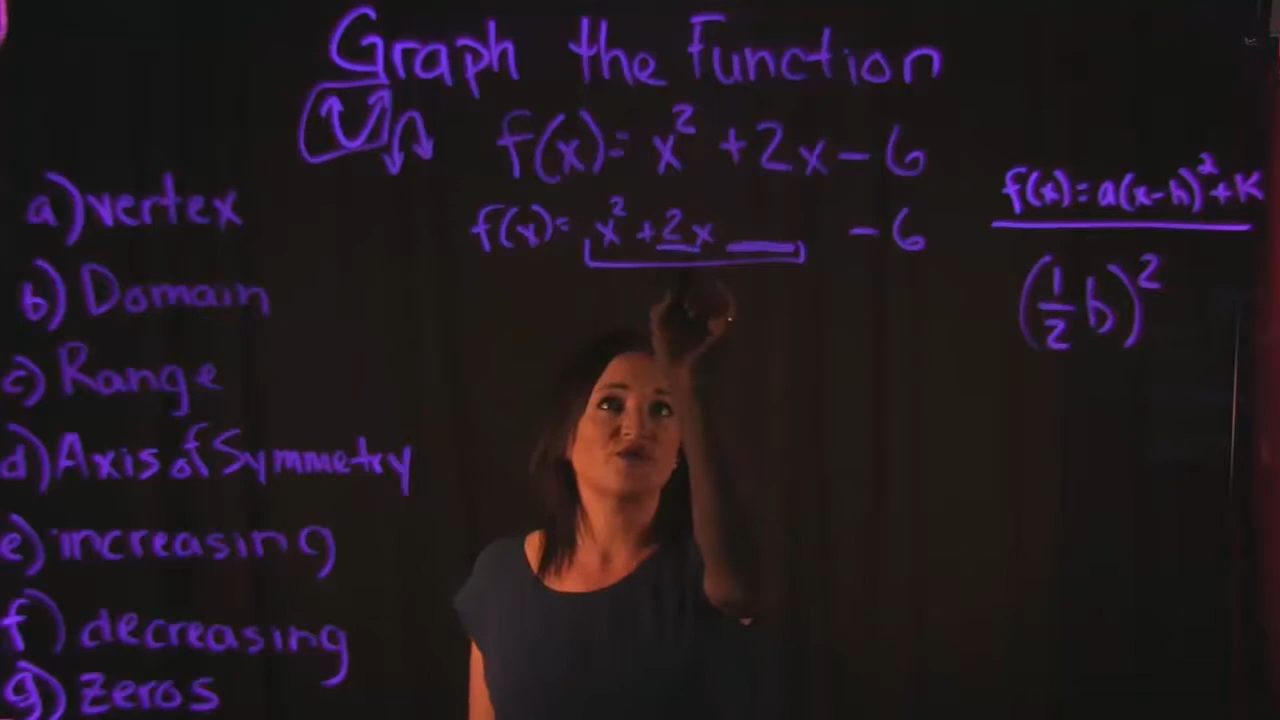 Graph the Function
f(x)= x² +2x-6
f(x)= x² +2x ___ -6
f(x)=a(x-h)²+K
(1/2 b)²
a) vertex
b) Domain
c) Range
d) Axis of Symmetry
e) increasing
f) decreasing
g) zeros